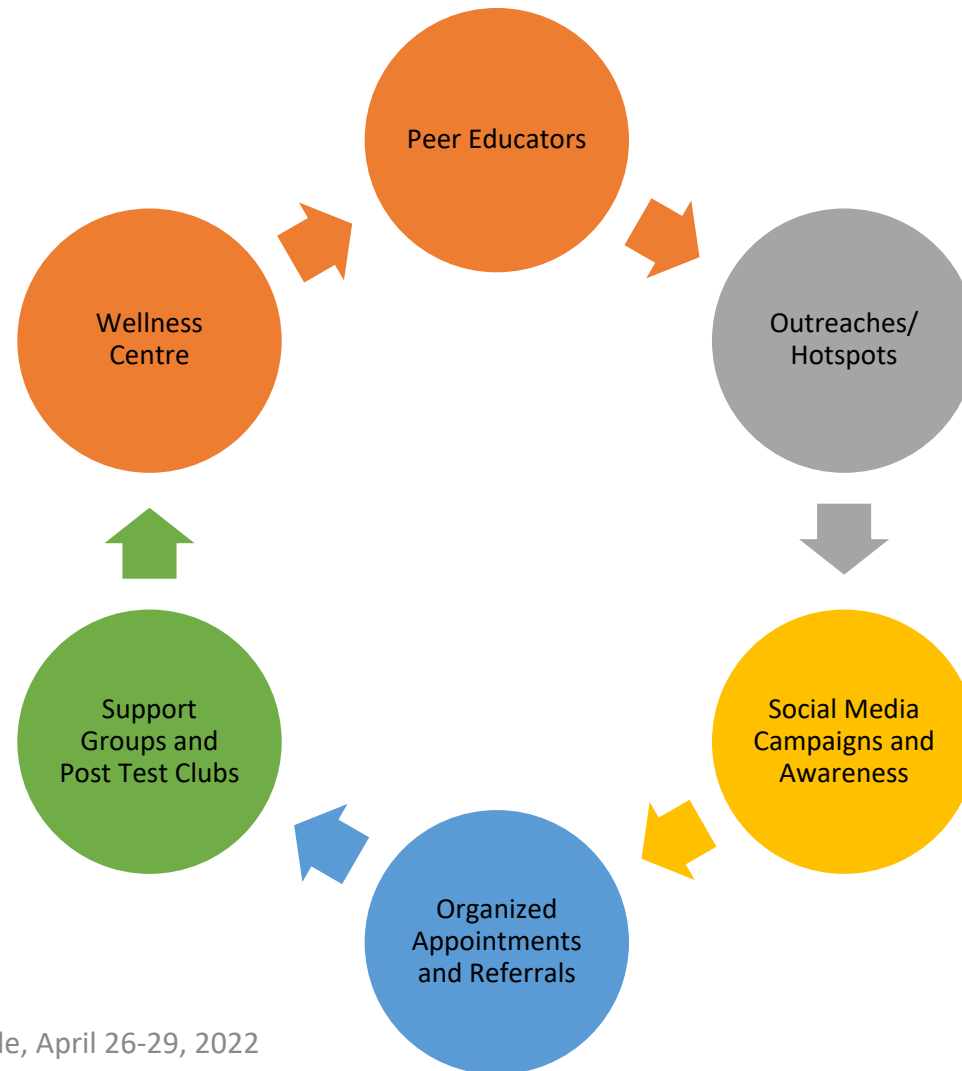 Peer Educators
Outreaches/
Hotspots
Social Media
Campaigns and
Awareness
Organized
Appointments
and Referrals
Support
Groups and
Post Test Clubs
Wellness
Centre
April 26-29, 2022